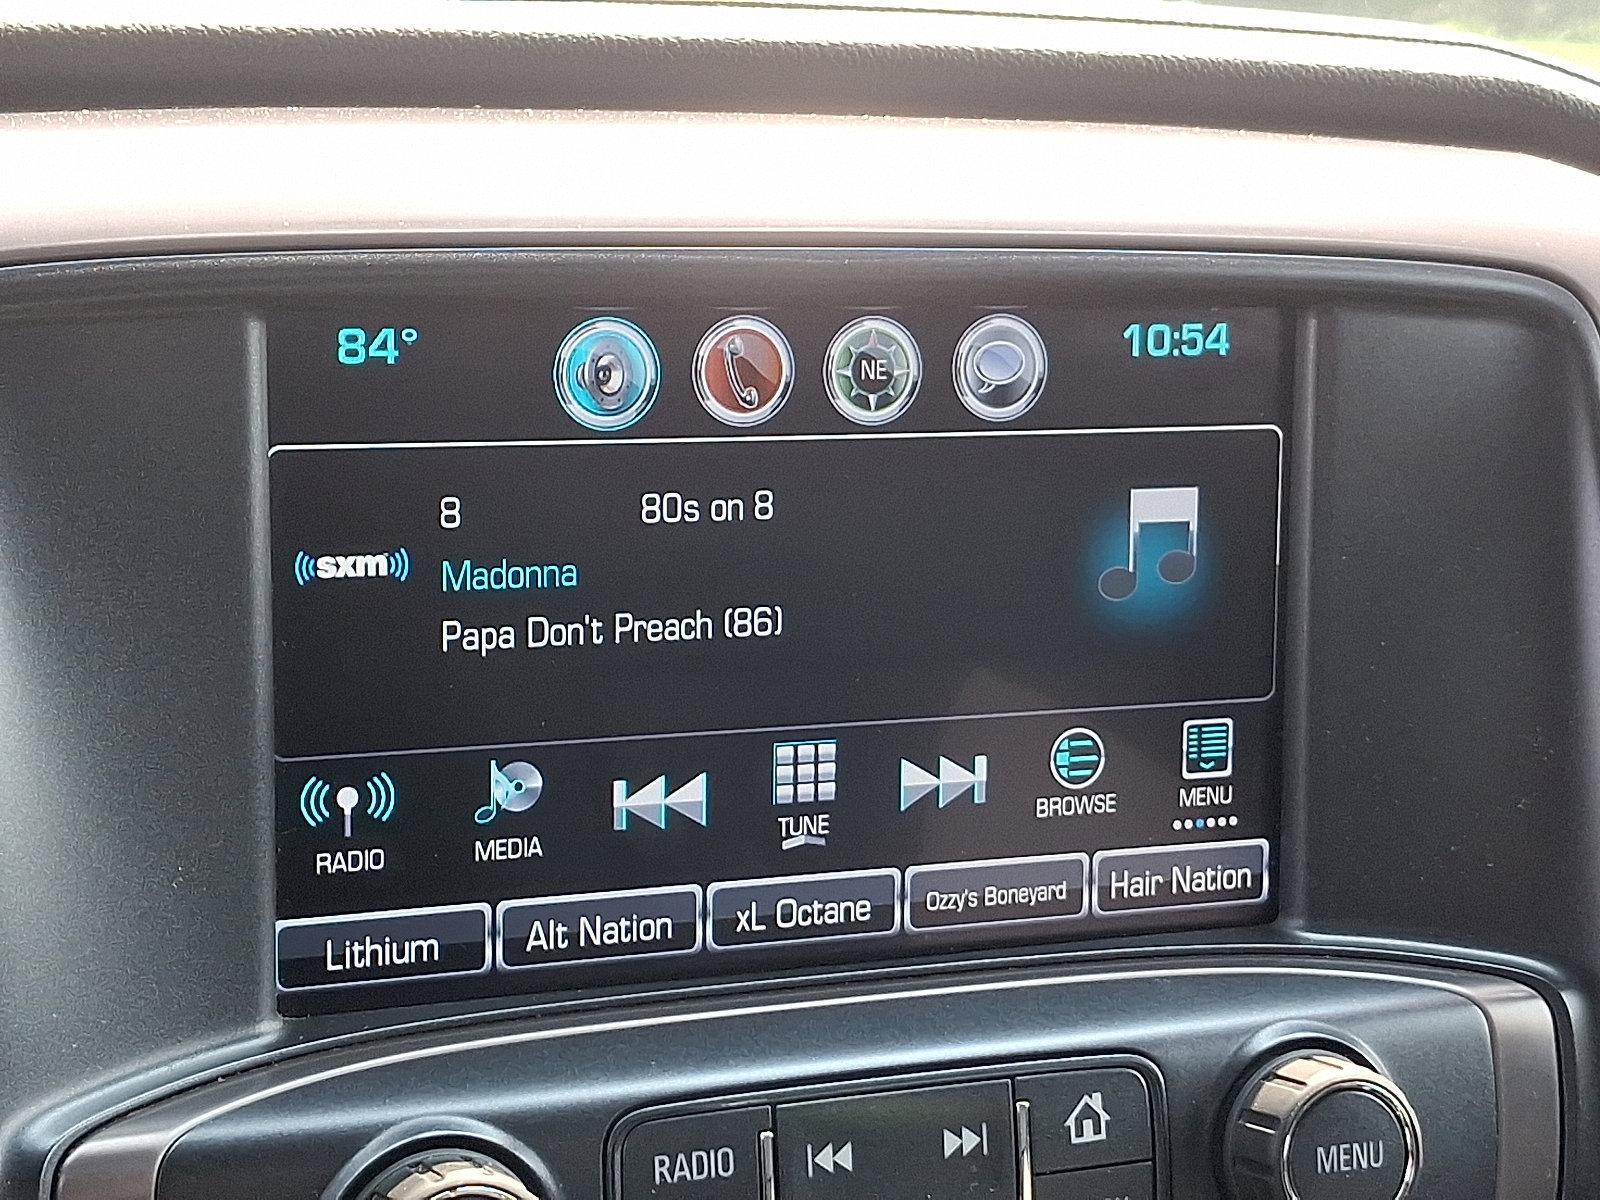 84°
NE
10:54
8 80s on 8
sxm
Madonna
Papa Don't Preach (86)
RADIO
MEDIA
TUNE
BROWSE
MENU
Lithium
Alt Nation
xL Octane
Ozzy's Boneyard
Hair Nation
RADIO
MENU